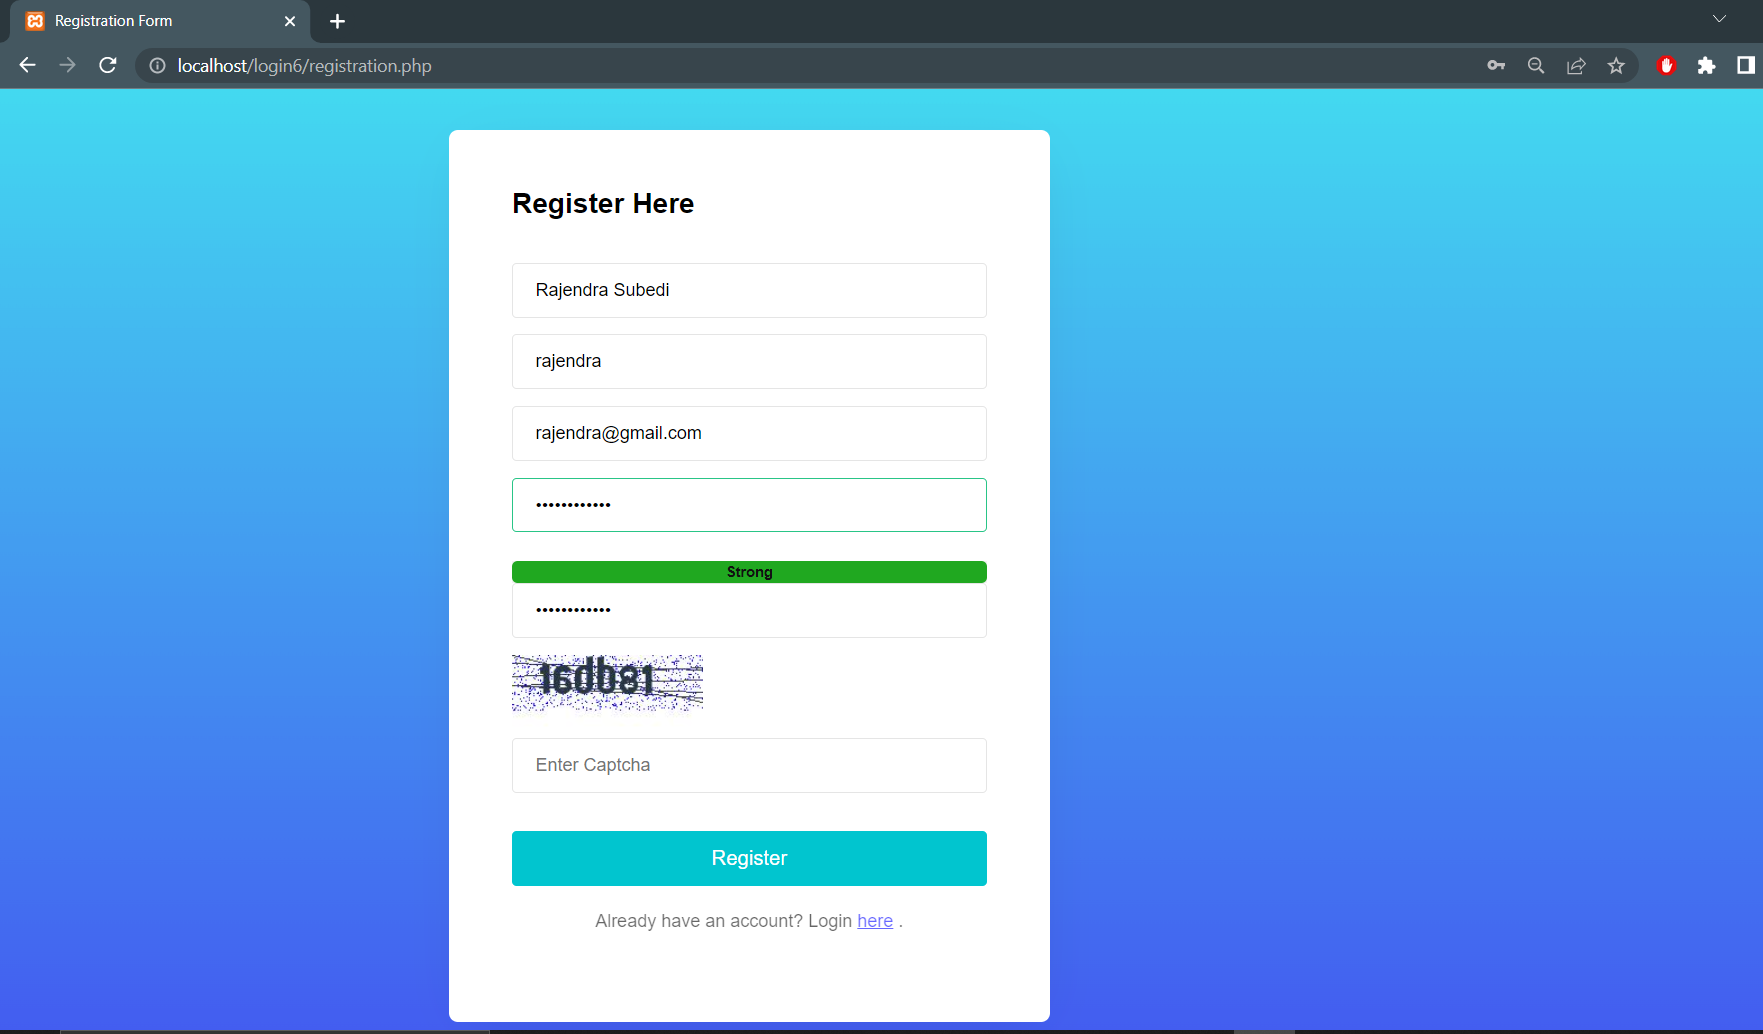 Registration Form
localhost/login6/registration.php
Register Here
Rajendra Subedi
rajendra
rajendra@gmail.com
••••••••••••
Strong
••••••••••••
16db81
Enter Captcha
Register
Already have an account? Login here .